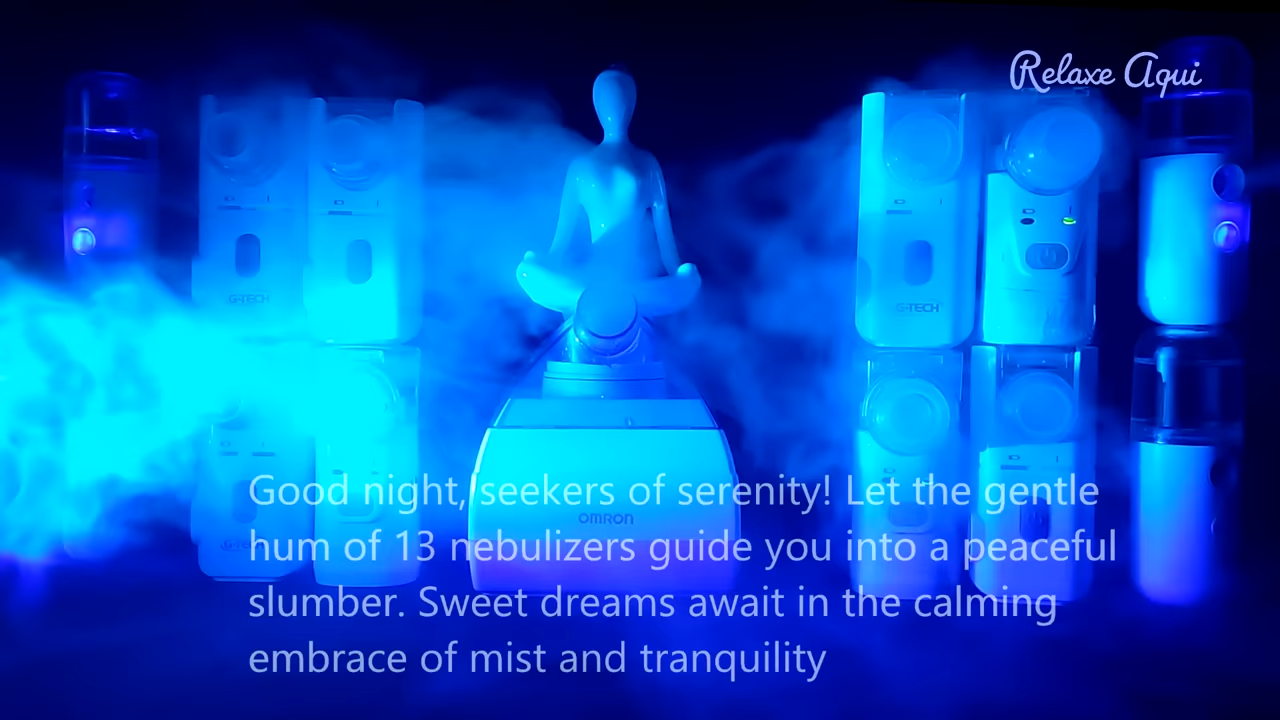 Relaxe Aqui
G-TECH
G-TECH
OMRON
G-TECH
Good night, seekers of serenity! Let the gentle
hum of 13 nebulizers guide you into a peaceful
slumber. Sweet dreams await in the calming
embrace of mist and tranquility